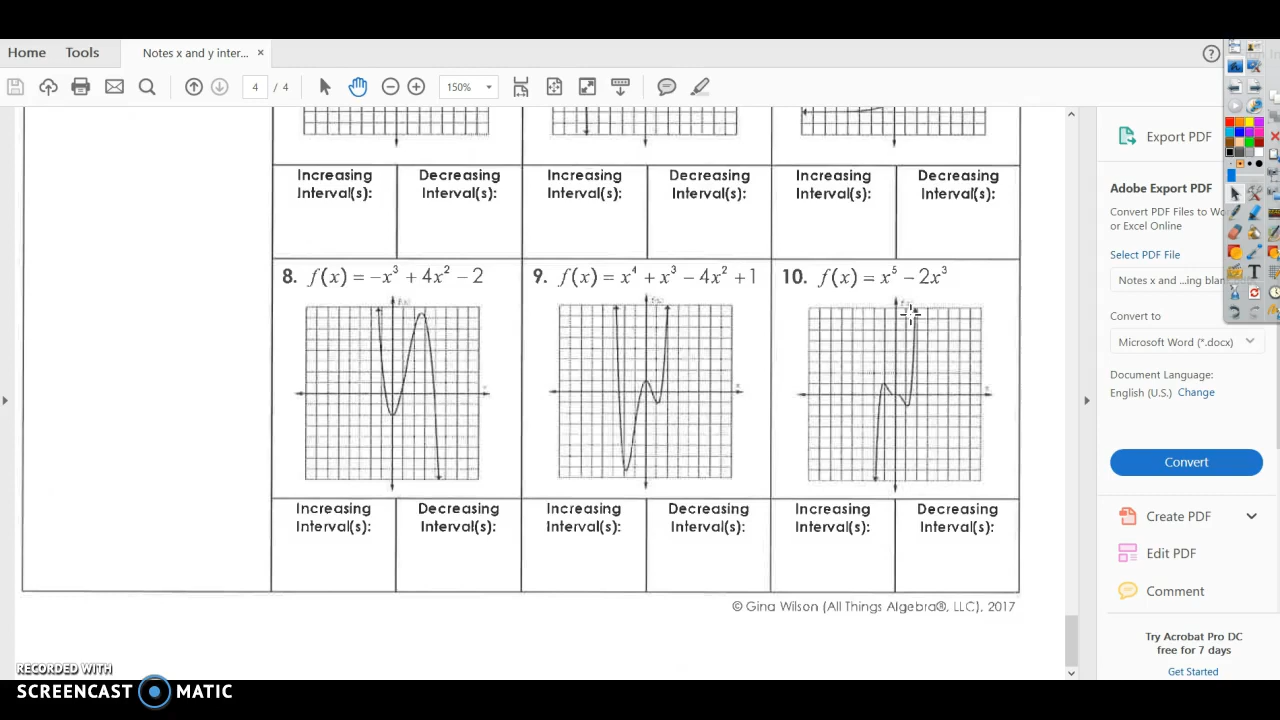 Home
Tools
Notes x and y inter... ×
4 / 4
150%
Increasing Interval(s):
Decreasing Interval(s):
Increasing Interval(s):
Decreasing Interval(s):
Increasing Interval(s):
Decreasing Interval(s):
8. f(x) = −x³ + 4x² − 2
9. f(x) = x⁴ + x³ − 4x² + 1
10. f(x) = x⁵ − 2x³
f(x)
x
f(x)
x
f(x)
x
Increasing Interval(s):
Decreasing Interval(s):
Increasing Interval(s):
Decreasing Interval(s):
Increasing Interval(s):
Decreasing Interval(s):
© Gina Wilson (All Things Algebra®, LLC), 2017
Export PDF
Adobe Export PDF
Convert PDF Files to Wo
or Excel Online
Select PDF File
Notes x and ...ing blan
Convert to
Microsoft Word (*.docx)
Document Language:
English (U.S.) Change
Convert
Create PDF
Edit PDF
Comment
Try Acrobat Pro DC
free for 7 days
Get Started
RECORDED WITH
SCREENCAST MATIC